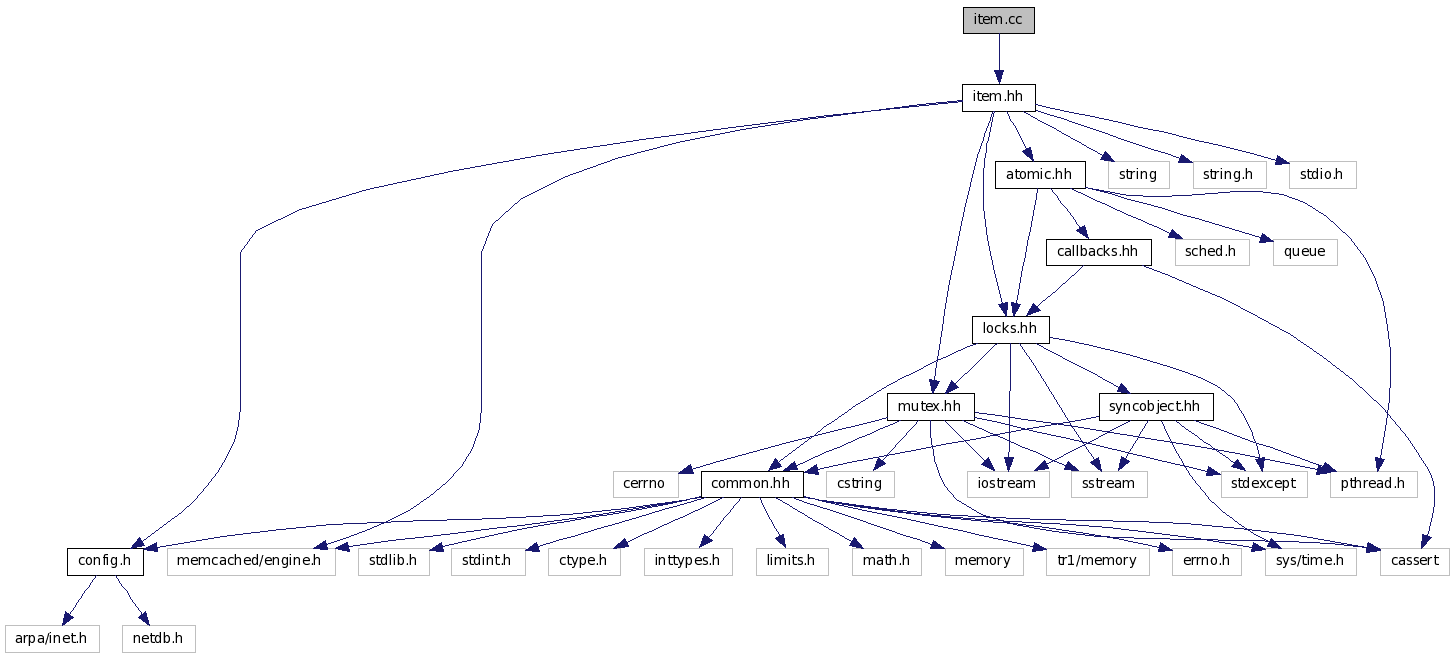 item.cc
item.hh
atomic.hh
string
string.h
stdio.h
callbacks.hh
sched.h
queue
locks.hh
mutex.hh
syncobject.hh
cerrno
common.hh
cstring
iostream
sstream
stdexcept
pthread.h
config.h
memcached/engine.h
stdlib.h
stdint.h
ctype.h
inttypes.h
limits.h
math.h
memory
tr1/memory
errno.h
sys/time.h
cassert
arpa/inet.h
netdb.h